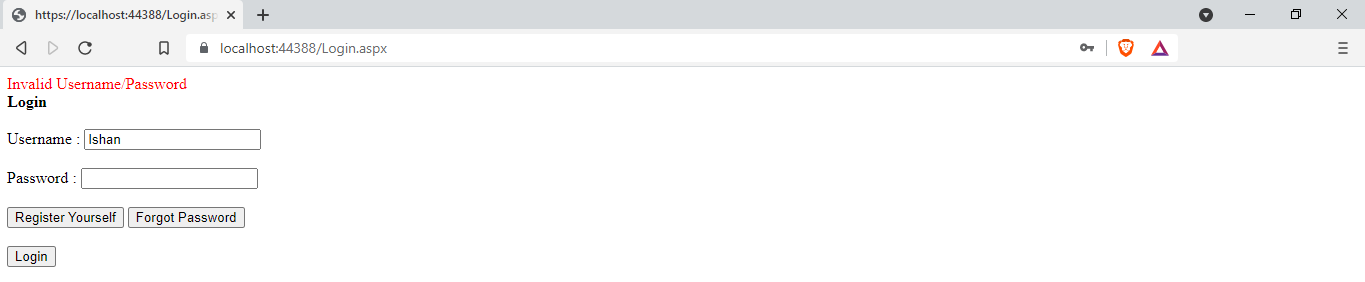 https://localhost:44388/Login.asp
localhost:44388/Login.aspx
Invalid Username/Password
Login
Username : Ishan
Password :
Register Yourself Forgot Password
Login